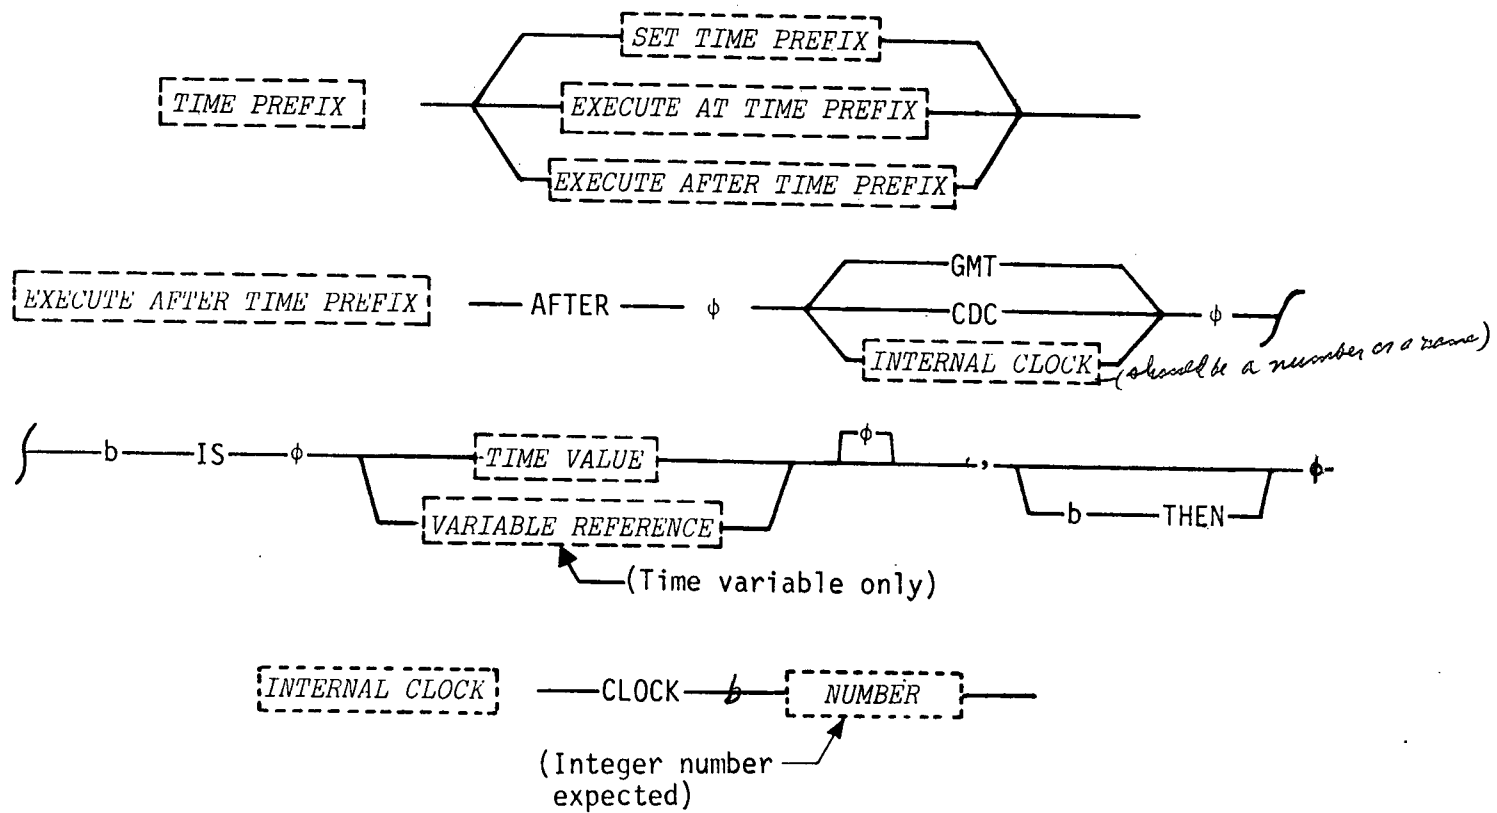 SET TIME PREFIX
TIME PREFIX
EXECUTE AT TIME PREFIX
EXECUTE AFTER TIME PREFIX
EXECUTE AFTER TIME PREFIX AFTER ϕ GMT CDC INTERNAL CLOCK ϕ
(should be a number or a name)
b IS ϕ TIME VALUE VARIABLE REFERENCE ϕ , b THEN ϕ
(Time variable only)
INTERNAL CLOCK CLOCK b NUMBER
(Integer number
expected)